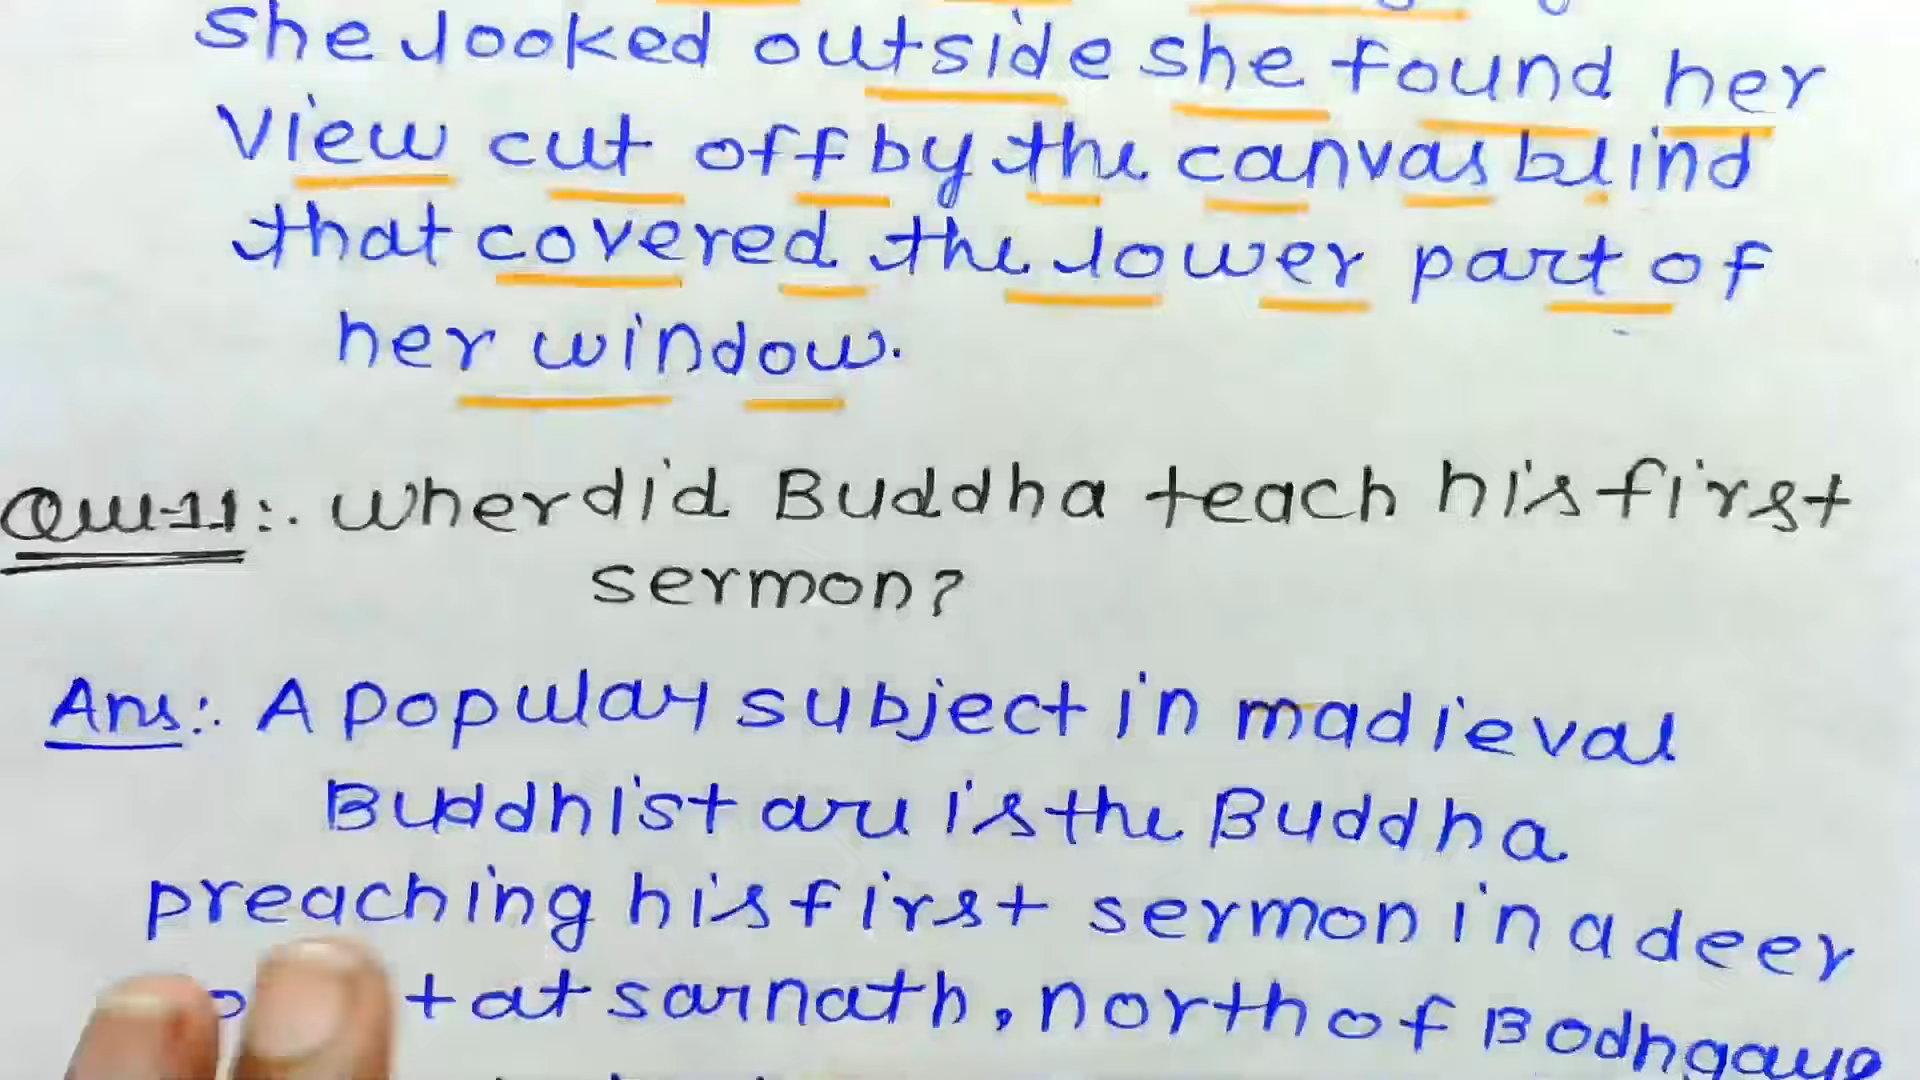 she looked outside she found her
view cut off by the canvas blind
that covered the lower part of
her window.
Que-11:. Wher did Buddha teach his first
sermon?
Ans:. A popular subject in madieval
Buddhist art is the Buddha
preaching his first sermon in a deer
t at sarnath, north of Bodhgaya